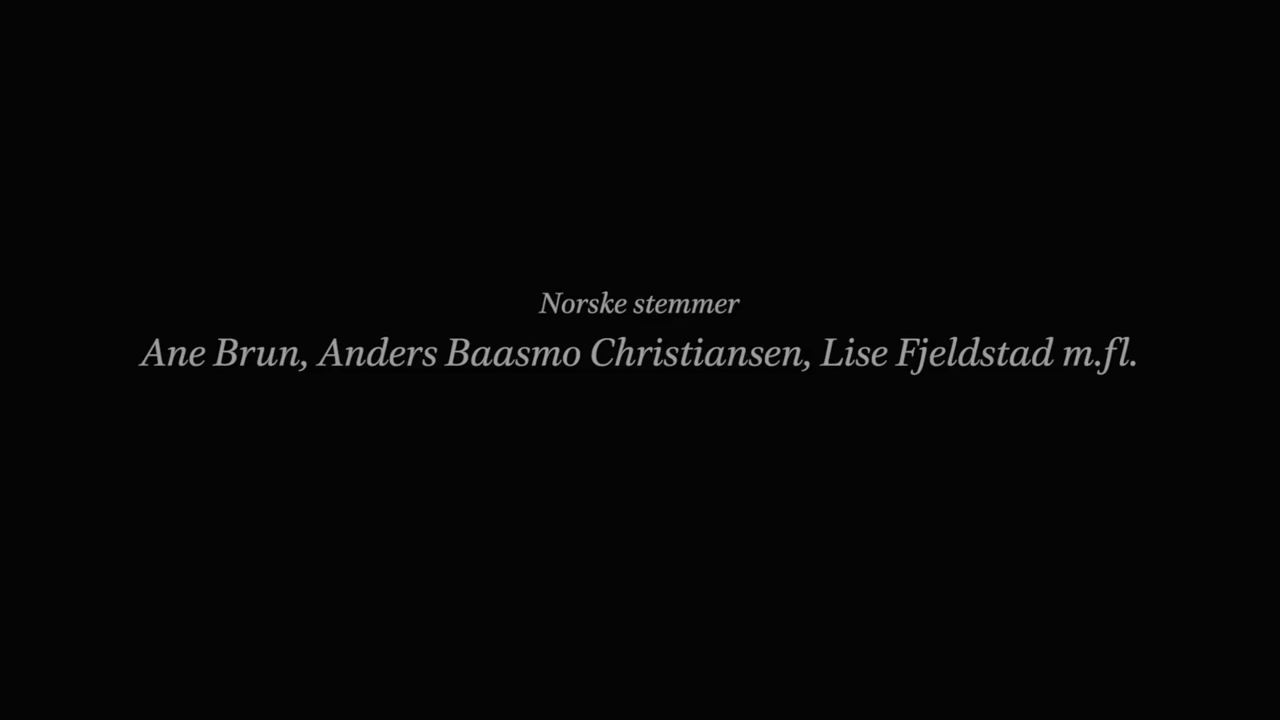 Norske stemmer
Ane Brun, Anders Baasmo Christiansen, Lise Fjeldstad m.fl.